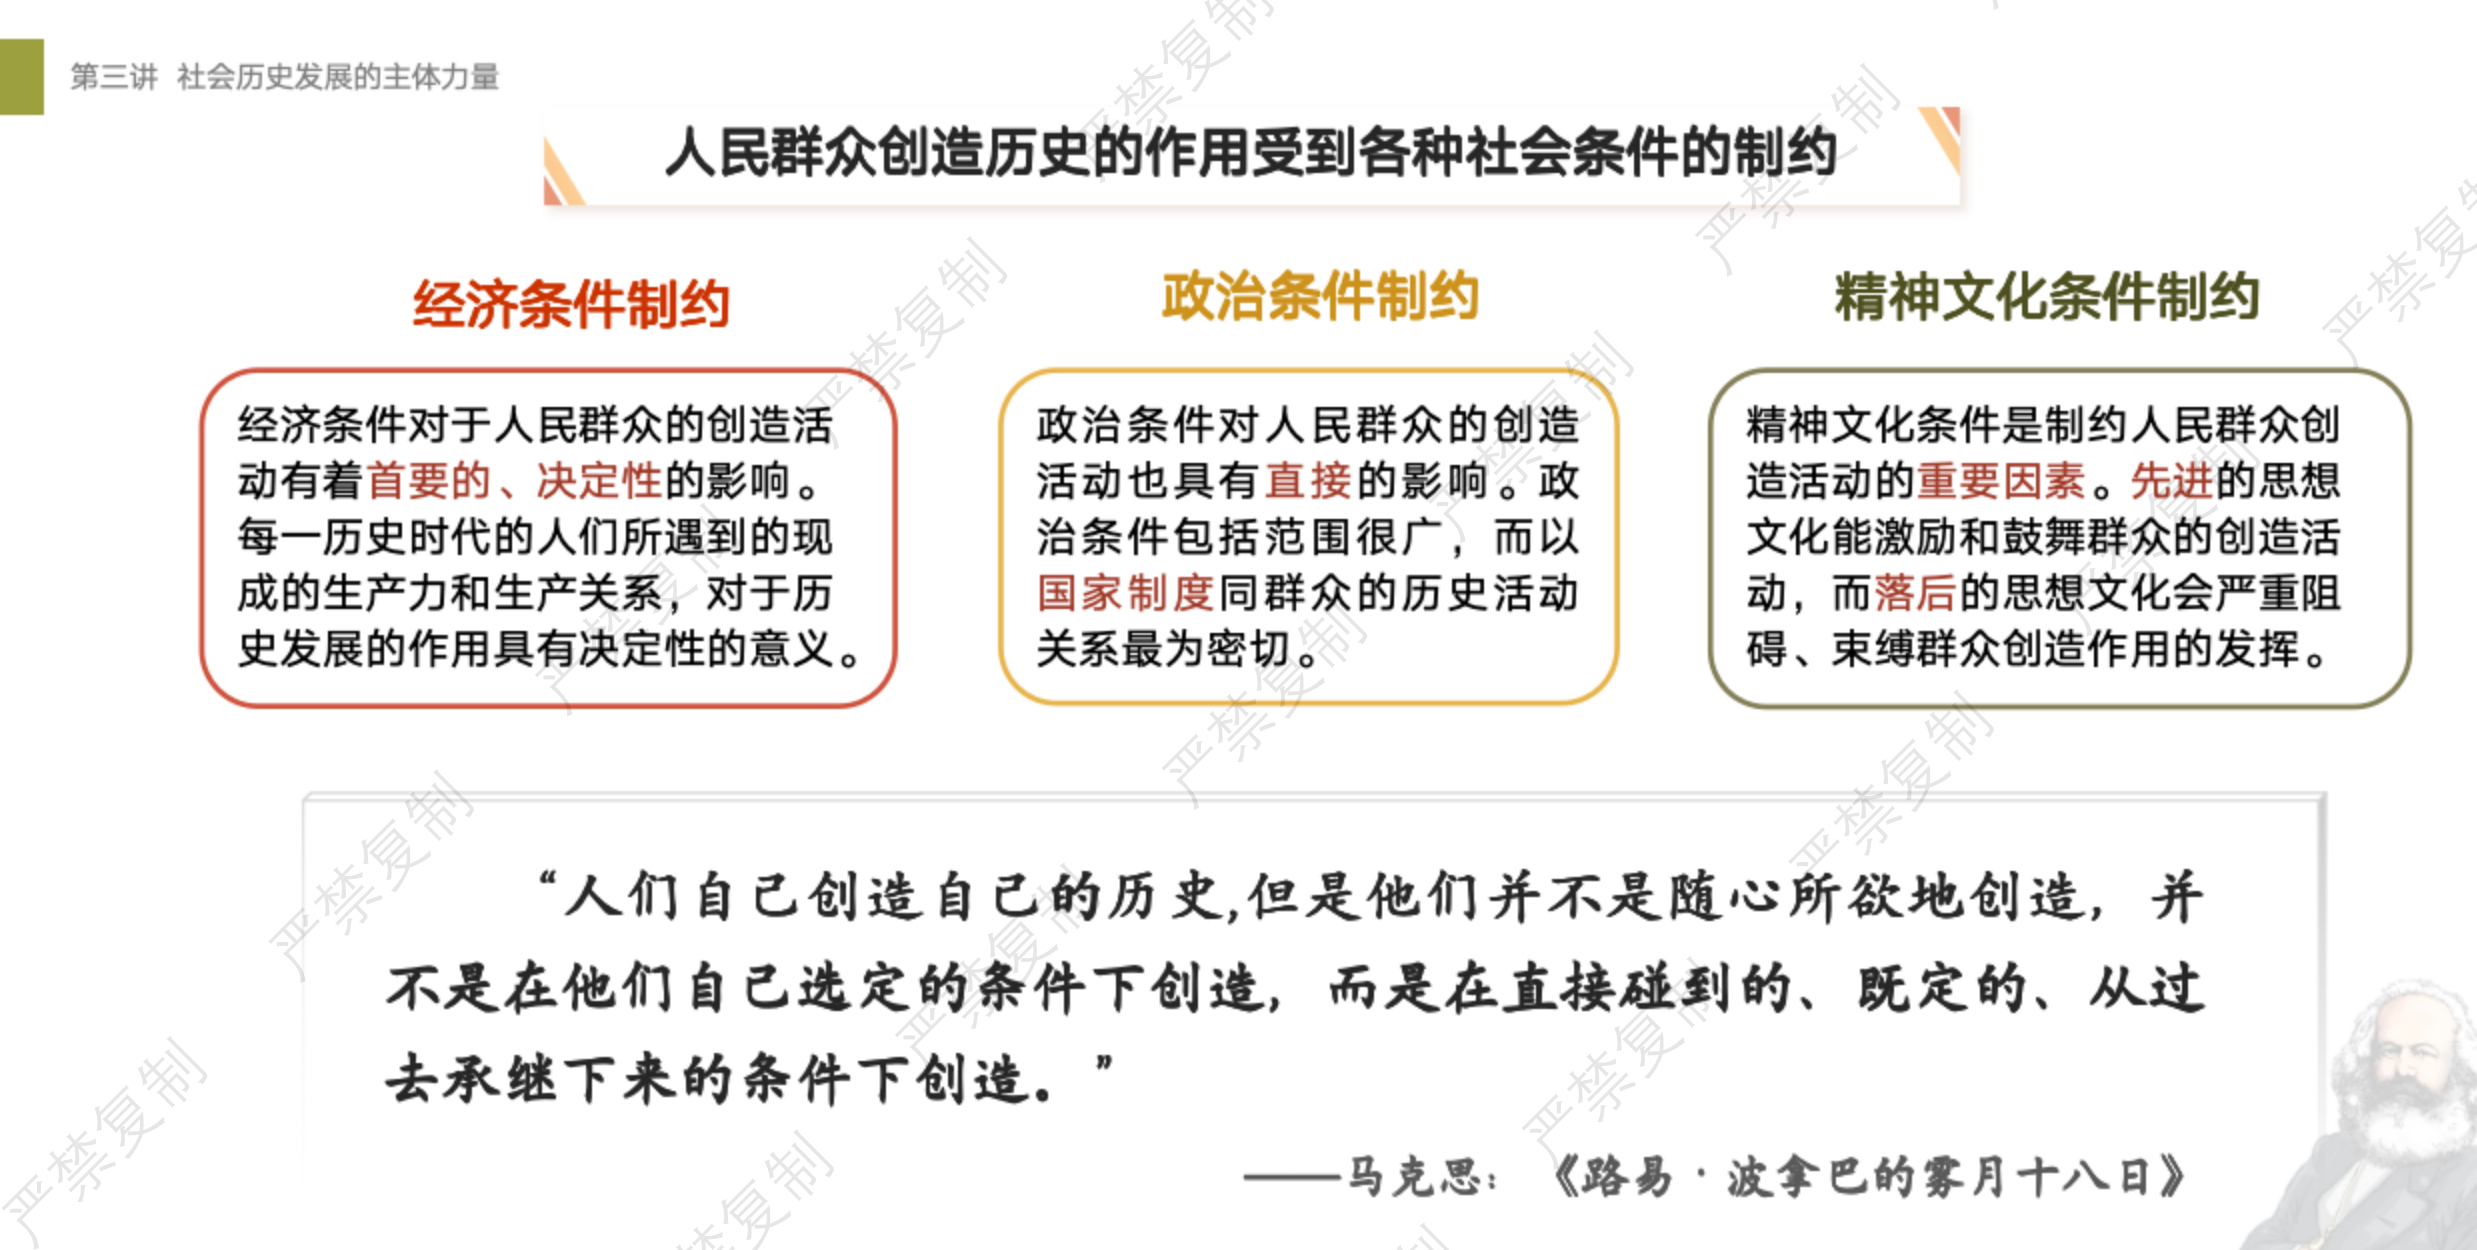 第三讲 社会历史发展的主体力量
人民群众创造历史的作用受到各种社会条件的制约
经济条件制约
经济条件对于人民群众的创造活
动有着首要的、决定性的影响。
每一历史时代的人们所遇到的现
成的生产力和生产关系，对于历
史发展的作用具有决定性的意义。
政治条件制约
政治条件对人民群众的创造
活动也具有直接的影响。政
治条件包括范围很广，而以
国家制度同群众的历史活动
关系最为密切。
精神文化条件制约
精神文化条件是制约人民群众创
造活动的重要因素。先进的思想
文化能激励和鼓舞群众的创造活
动，而落后的思想文化会严重阻
碍、束缚群众创造作用的发挥。
“人们自己创造自己的历史,但是他们并不是随心所欲地创造，并
不是在他们自己选定的条件下创造，而是在直接碰到的、既定的、从过
去承继下来的条件下创造。”
——马克思：《路易·波拿巴的雾月十八日》
严禁复制
严禁复制
严禁复制
严禁复制
严禁复制
严禁复制
严禁复制
严禁复制
严禁复制
严禁复制
严禁复制
严禁复制
严禁复制
严禁复制